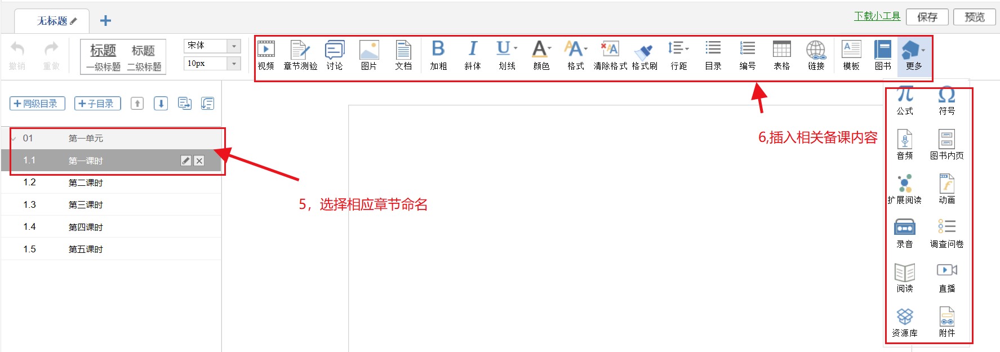 无标题
下载小工具 保存 预览
撤销 重做
标题 标题
一级标题 二级标题
宋体
10px
视频 章节测验 讨论 图片 文档 加粗 斜体 划线 颜色 格式 清除格式 格式刷 行距 目录 编号 表格 链接 模板 图书 更多
+同级目录 +子目录
01 第一单元
1.1 第一课时
1.2 第二课时
1.3 第三课时
1.4 第四课时
1.5 第五课时
5，选择相应章节命名
6,插入相关备课内容
公式 符号
音频 图书内页
扩展阅读 动画
录音 调查问卷
阅读 直播
资源库 附件